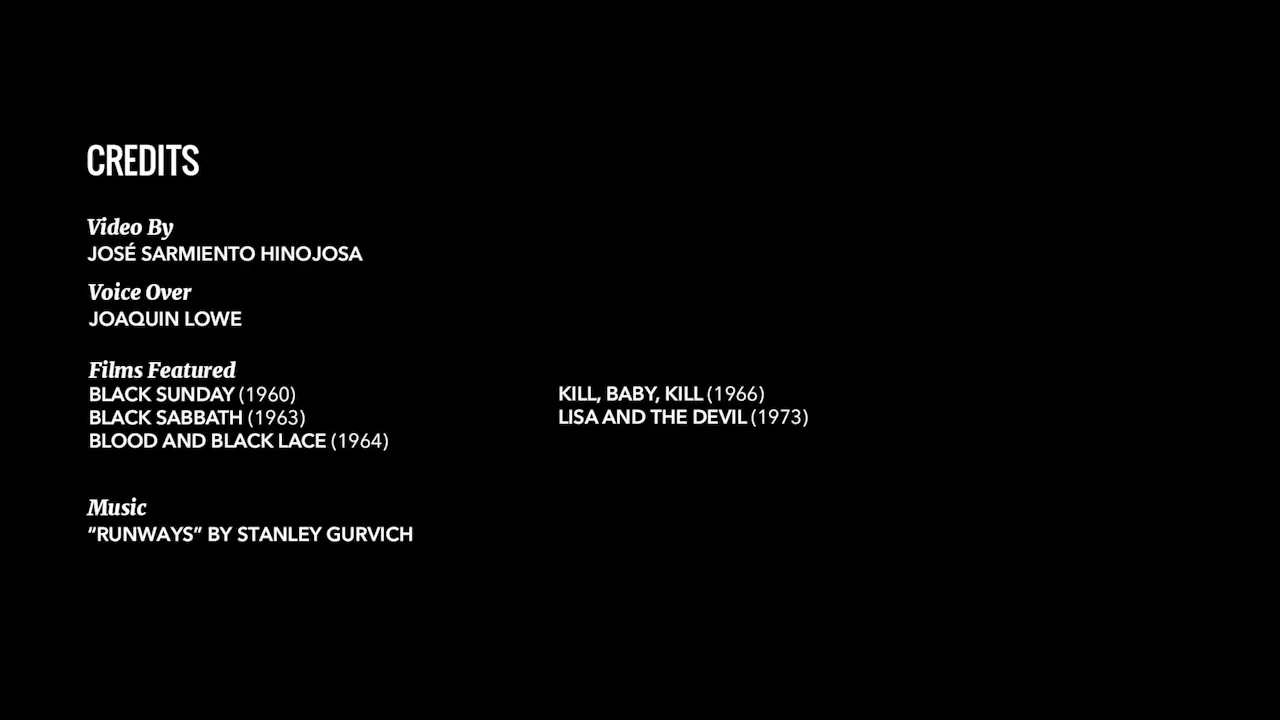 CREDITS
Video By
JOSÉ SARMIENTO HINOJOSA
Voice Over
JOAQUIN LOWE
Films Featured
BLACK SUNDAY (1960)
BLACK SABBATH (1963)
BLOOD AND BLACK LACE (1964)
KILL, BABY, KILL (1966)
LISA AND THE DEVIL (1973)
Music
“RUNWAYS” BY STANLEY GURVICH